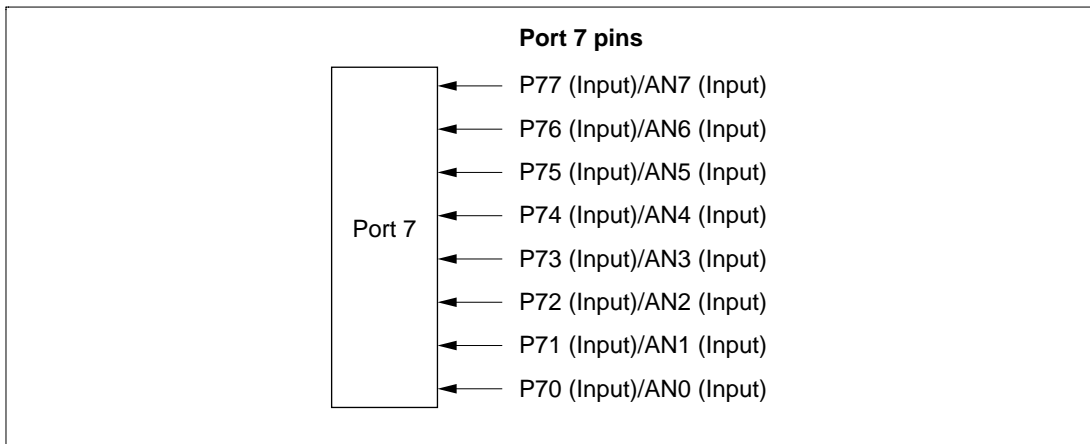 Port 7 pins
P77 (Input)/AN7 (Input)
P76 (Input)/AN6 (Input)
P75 (Input)/AN5 (Input)
P74 (Input)/AN4 (Input)
Port 7
P73 (Input)/AN3 (Input)
P72 (Input)/AN2 (Input)
P71 (Input)/AN1 (Input)
P70 (Input)/AN0 (Input)